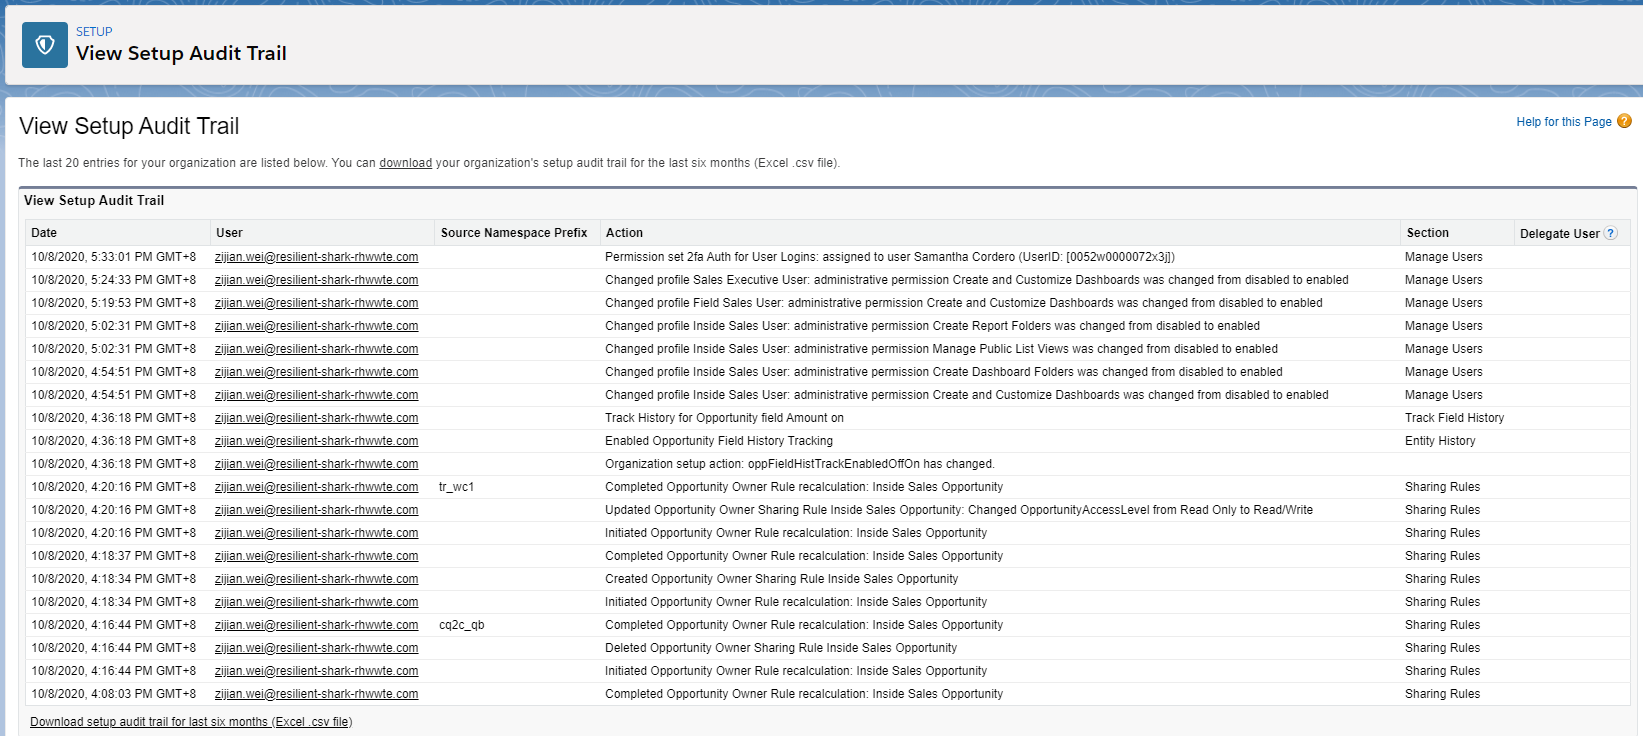 SETUP
View Setup Audit Trail
View Setup Audit Trail
Help for this Page ?
The last 20 entries for your organization are listed below. You can download your organization's setup audit trail for the last six months (Excel .csv file).
View Setup Audit Trail
Date User Source Namespace Prefix Action Section Delegate User ?
10/8/2020, 5:33:01 PM GMT+8 zijian.wei@resilient-shark-rhwwte.com Permission set 2fa Auth for User Logins: assigned to user Samantha Cordero (UserID: [0052w0000072x3j]) Manage Users
10/8/2020, 5:24:33 PM GMT+8 zijian.wei@resilient-shark-rhwwte.com Changed profile Sales Executive User: administrative permission Create and Customize Dashboards was changed from disabled to enabled Manage Users
10/8/2020, 5:19:53 PM GMT+8 zijian.wei@resilient-shark-rhwwte.com Changed profile Field Sales User: administrative permission Create and Customize Dashboards was changed from disabled to enabled Manage Users
10/8/2020, 5:02:31 PM GMT+8 zijian.wei@resilient-shark-rhwwte.com Changed profile Inside Sales User: administrative permission Create Report Folders was changed from disabled to enabled Manage Users
10/8/2020, 5:02:31 PM GMT+8 zijian.wei@resilient-shark-rhwwte.com Changed profile Inside Sales User: administrative permission Manage Public List Views was changed from disabled to enabled Manage Users
10/8/2020, 4:54:51 PM GMT+8 zijian.wei@resilient-shark-rhwwte.com Changed profile Inside Sales User: administrative permission Create Dashboard Folders was changed from disabled to enabled Manage Users
10/8/2020, 4:54:51 PM GMT+8 zijian.wei@resilient-shark-rhwwte.com Changed profile Inside Sales User: administrative permission Create and Customize Dashboards was changed from disabled to enabled Manage Users
10/8/2020, 4:36:18 PM GMT+8 zijian.wei@resilient-shark-rhwwte.com Track History for Opportunity field Amount on Track Field History
10/8/2020, 4:36:18 PM GMT+8 zijian.wei@resilient-shark-rhwwte.com Enabled Opportunity Field History Tracking Entity History
10/8/2020, 4:36:18 PM GMT+8 zijian.wei@resilient-shark-rhwwte.com Organization setup action: oppFieldHistTrackEnabledOffOn has changed.
10/8/2020, 4:20:16 PM GMT+8 zijian.wei@resilient-shark-rhwwte.com tr_wc1 Completed Opportunity Owner Rule recalculation: Inside Sales Opportunity Sharing Rules
10/8/2020, 4:20:16 PM GMT+8 zijian.wei@resilient-shark-rhwwte.com Updated Opportunity Owner Sharing Rule Inside Sales Opportunity: Changed OpportunityAccessLevel from Read Only to Read/Write Sharing Rules
10/8/2020, 4:20:16 PM GMT+8 zijian.wei@resilient-shark-rhwwte.com Initiated Opportunity Owner Rule recalculation: Inside Sales Opportunity Sharing Rules
10/8/2020, 4:18:37 PM GMT+8 zijian.wei@resilient-shark-rhwwte.com Completed Opportunity Owner Rule recalculation: Inside Sales Opportunity Sharing Rules
10/8/2020, 4:18:34 PM GMT+8 zijian.wei@resilient-shark-rhwwte.com Created Opportunity Owner Sharing Rule Inside Sales Opportunity Sharing Rules
10/8/2020, 4:18:34 PM GMT+8 zijian.wei@resilient-shark-rhwwte.com Initiated Opportunity Owner Rule recalculation: Inside Sales Opportunity Sharing Rules
10/8/2020, 4:16:44 PM GMT+8 zijian.wei@resilient-shark-rhwwte.com cq2c_qb Completed Opportunity Owner Rule recalculation: Inside Sales Opportunity Sharing Rules
10/8/2020, 4:16:44 PM GMT+8 zijian.wei@resilient-shark-rhwwte.com Deleted Opportunity Owner Sharing Rule Inside Sales Opportunity Sharing Rules
10/8/2020, 4:16:44 PM GMT+8 zijian.wei@resilient-shark-rhwwte.com Initiated Opportunity Owner Rule recalculation: Inside Sales Opportunity Sharing Rules
10/8/2020, 4:08:03 PM GMT+8 zijian.wei@resilient-shark-rhwwte.com Completed Opportunity Owner Rule recalculation: Inside Sales Opportunity Sharing Rules
Download setup audit trail for last six months (Excel .csv file)